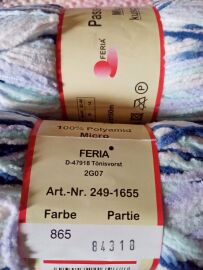 FERIA
100% Polyamid
Micro
FERIA®
D-47918 Tönisvorst
2G07
Art.-Nr. 249-1655
Farbe Partie
865 84318